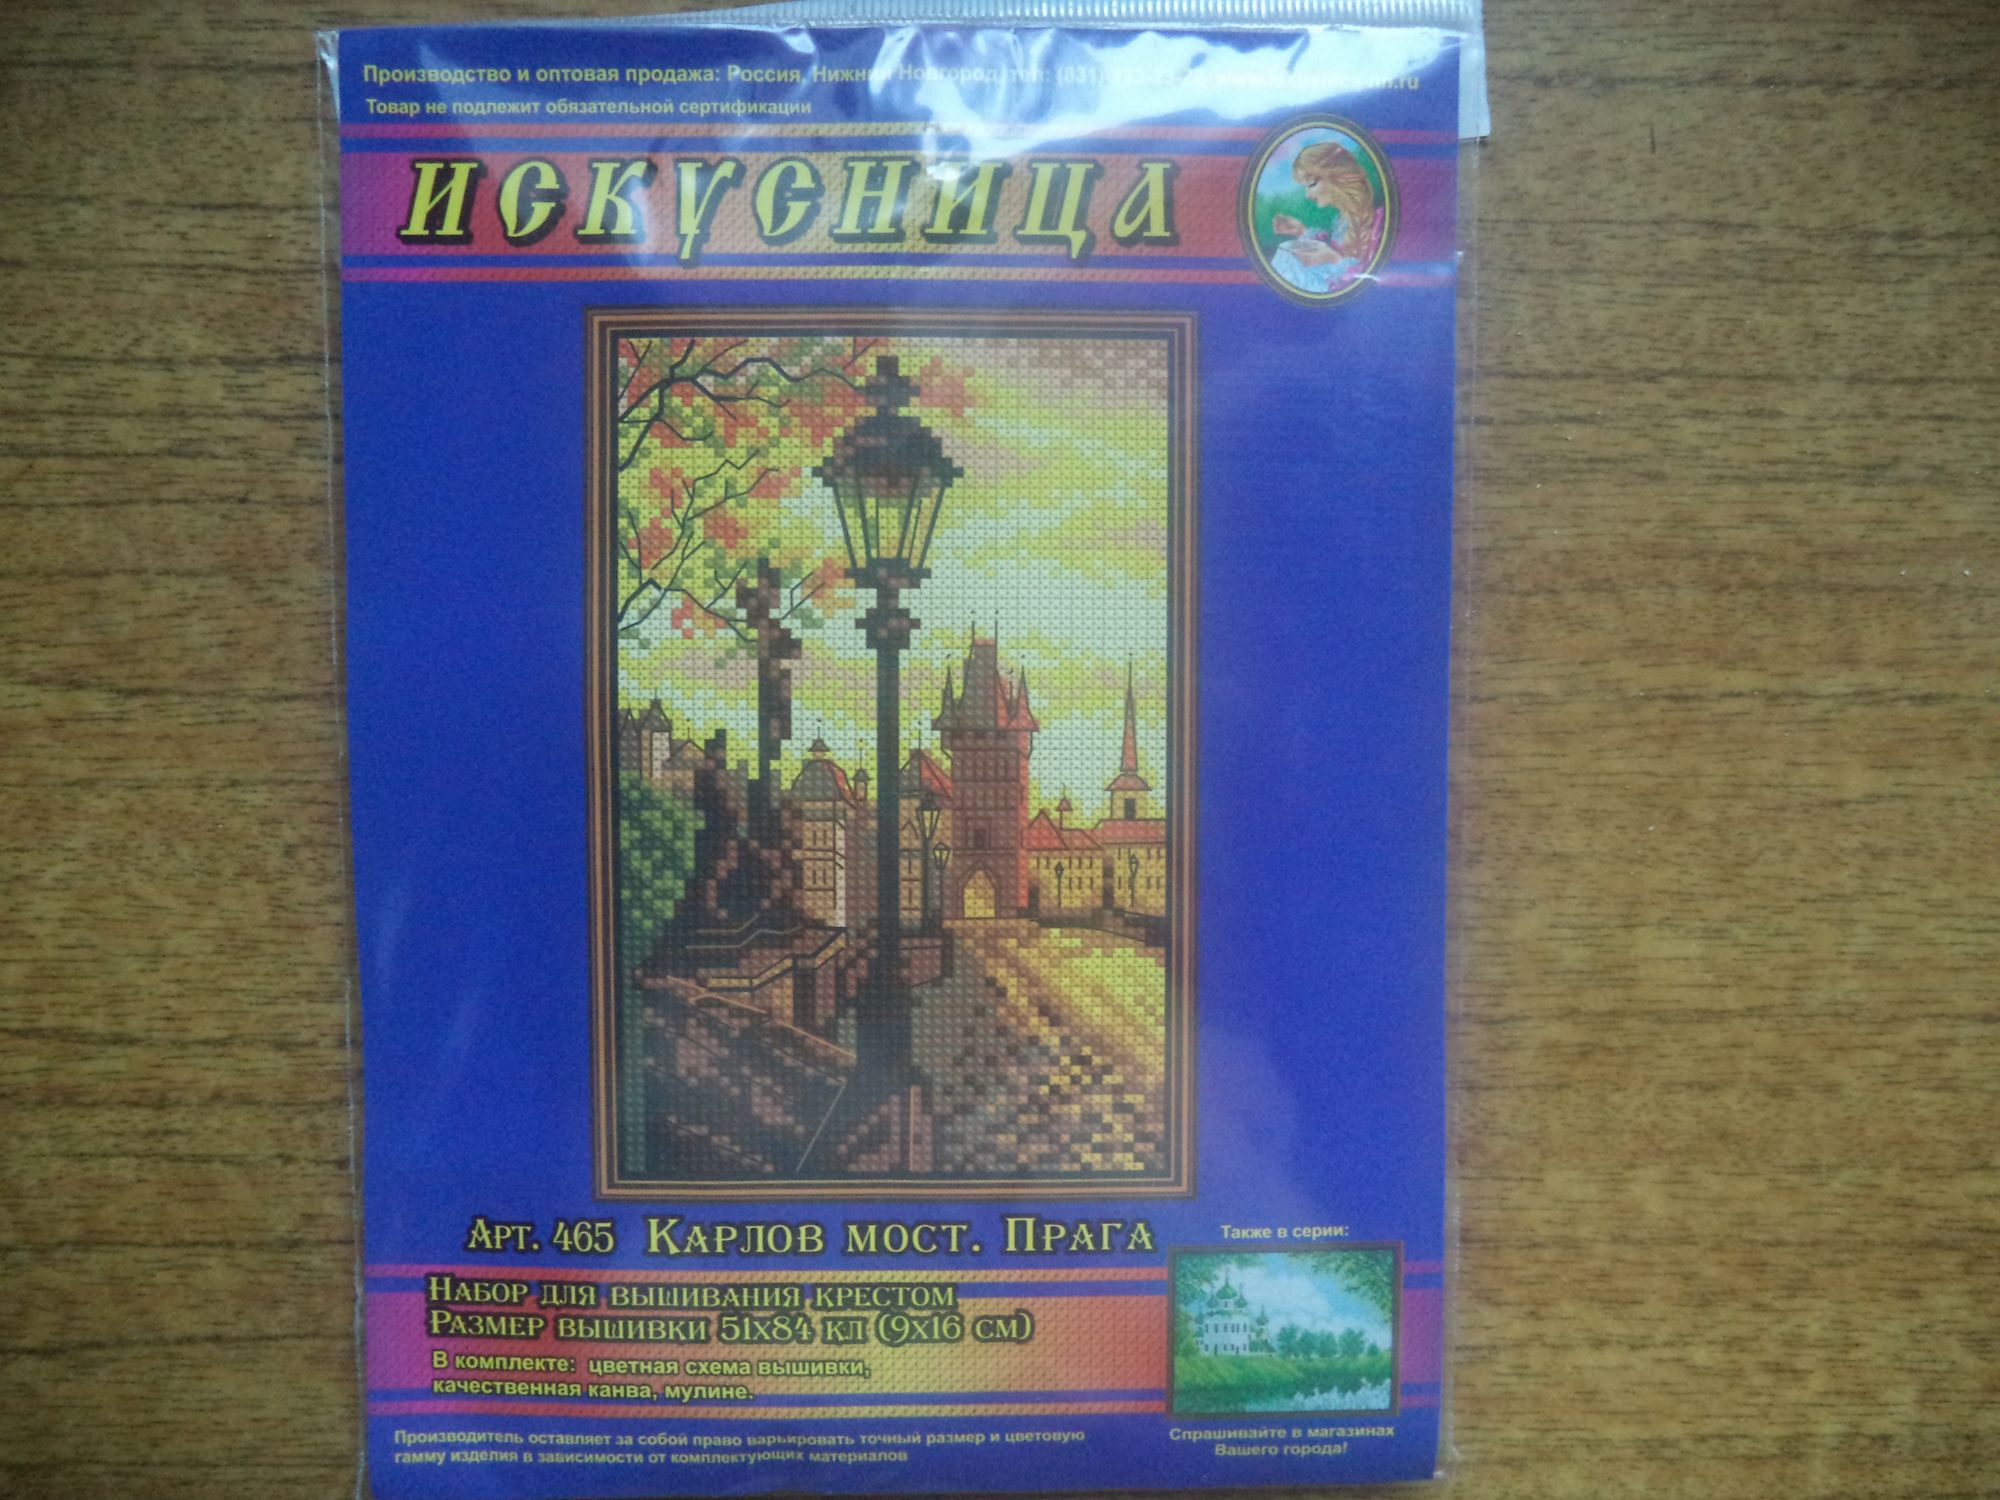 Производство и оптовая продажа: Россия, Нижний Новгород, тел: (831)
Товар не подлежит обязательной сертификации
ИСКУСНИЦА
Арт. 465 Карлов мост. Прага
Также в серии:
Набор для вышивания крестом
Размер вышивки 51х84 кл (9х16 см)
В комплекте: цветная схема вышивки,
качественная канва, мулине.
Производитель оставляет за собой право варьировать точный размер и цветовую
гамму изделия в зависимости от комплектующих материалов
Спрашивайте в магазинах
Вашего города!